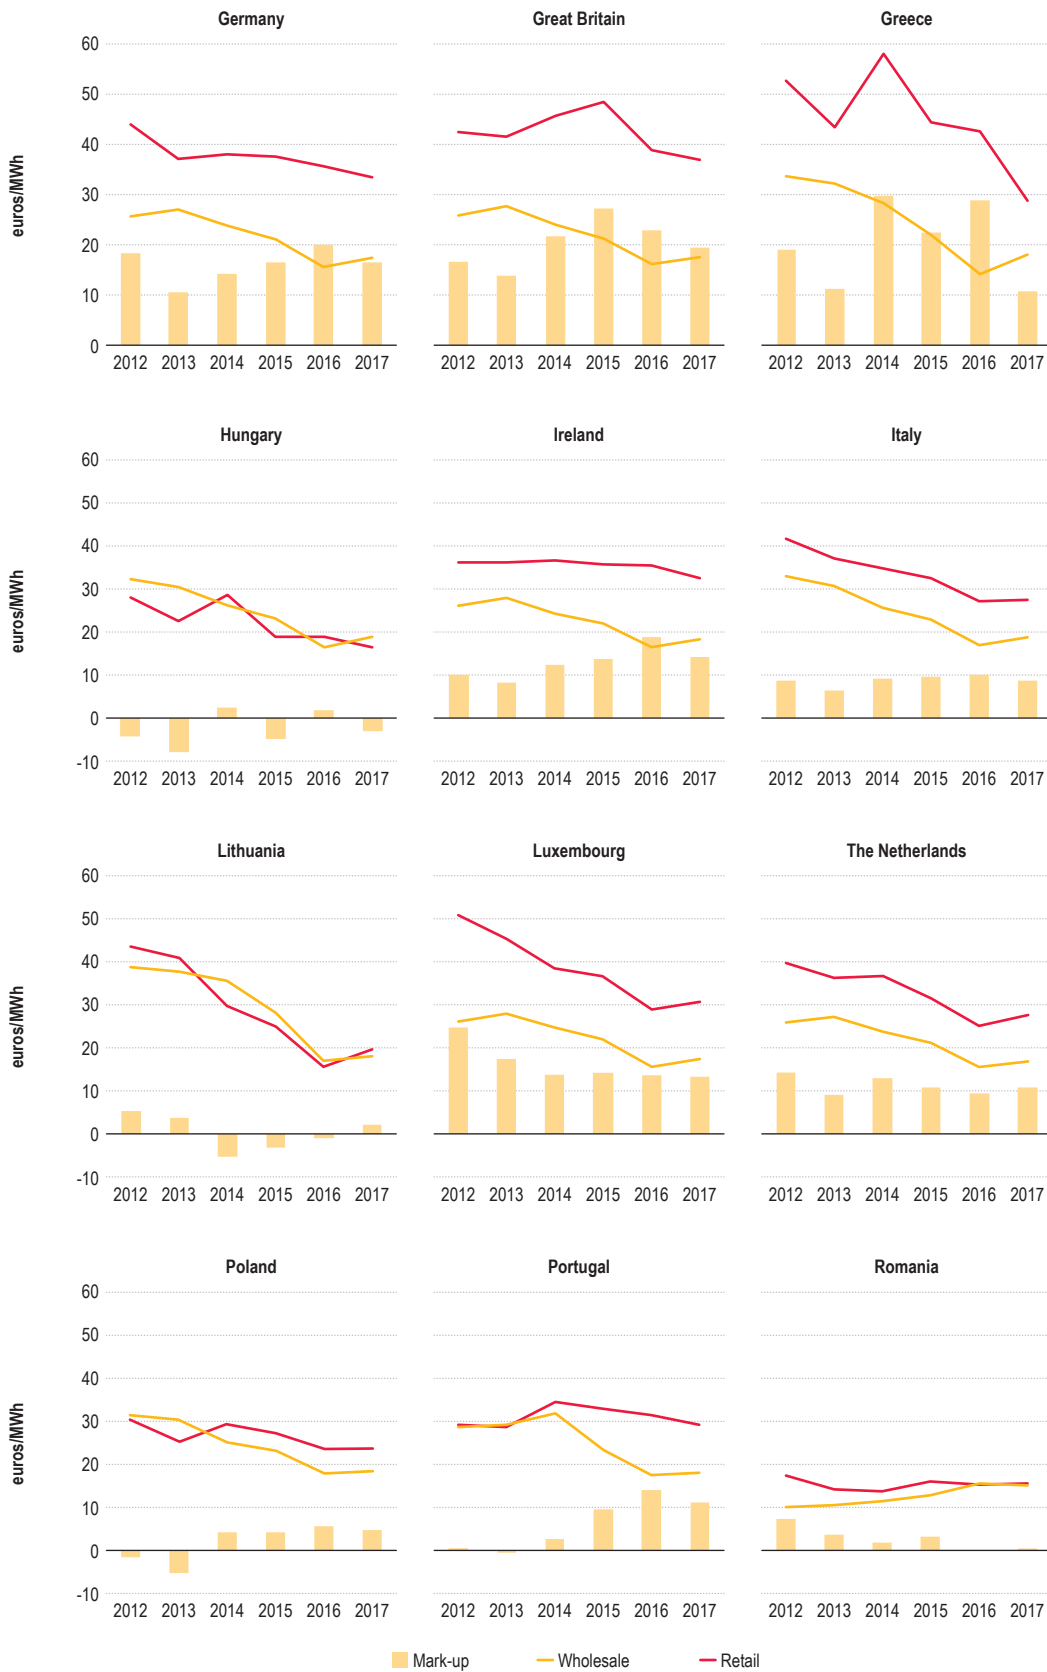 Germany Great Britain Greece
euros/MWh
60
50
40
30
20
10
0
2012 2013 2014 2015 2016 2017 2012 2013 2014 2015 2016 2017 2012 2013 2014 2015 2016 2017
Hungary Ireland Italy
euros/MWh
60
50
40
30
20
10
0
-10
2012 2013 2014 2015 2016 2017 2012 2013 2014 2015 2016 2017 2012 2013 2014 2015 2016 2017
Lithuania Luxembourg The Netherlands
euros/MWh
60
50
40
30
20
10
0
-10
2012 2013 2014 2015 2016 2017 2012 2013 2014 2015 2016 2017 2012 2013 2014 2015 2016 2017
Poland Portugal Romania
euros/MWh
60
50
40
30
20
10
0
-10
2012 2013 2014 2015 2016 2017 2012 2013 2014 2015 2016 2017 2012 2013 2014 2015 2016 2017
Mark-up Wholesale Retail